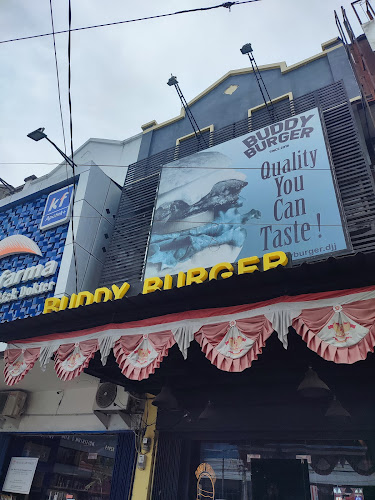 BUDDY
BURGER
Quality
You
Can
Taste!
burger.djj
BUDDY BURGER
kf
farma